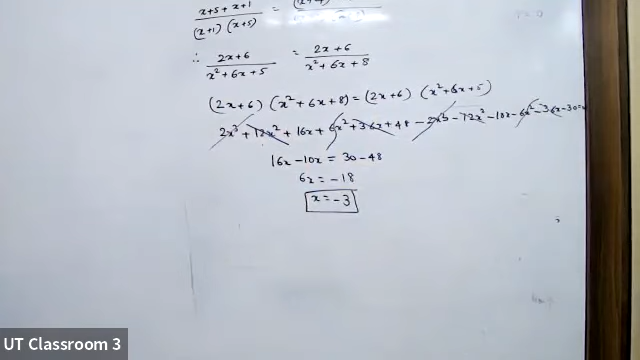 x+5+x+1 / (x+1)(x+5) =
∴ 2x+6 / x²+6x+5 = 2x+6 / x²+6x+8
(2x+6)(x²+6x+8) = (2x+6)(x²+6x+5)
2x³+12x²+16x+6x²+36x+48-2x³-12x²-10x-6x²-36x-30=
16x-10x = 30-48
6x = -18
x = -3
UT Classroom 3